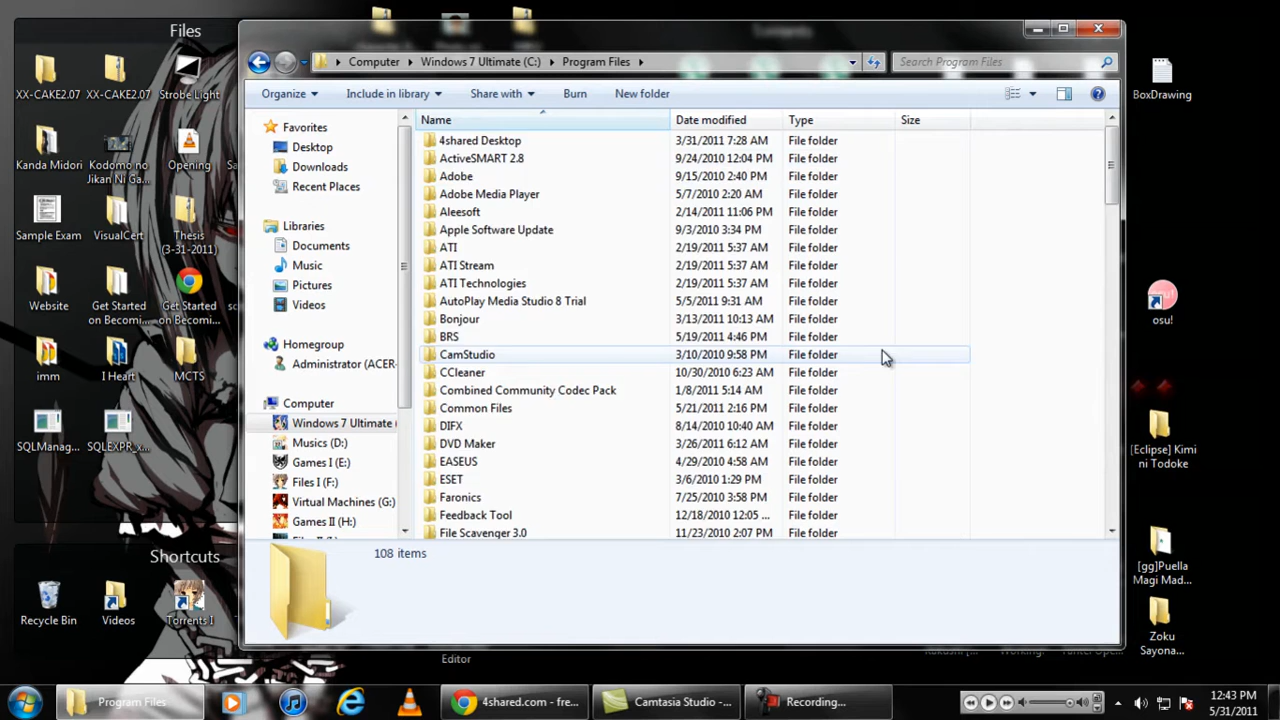 Files
XX-CAKE2.07
XX-CAKE2.07
Strobe Light
Kanda Midori
Kodomo no
Jikan Ni Ga...
Opening
Sample Exam
VisualCert
Thesis
(3-31-2011)
Website
Get Started
on Becomi...
Get Started
on Becomi...
imm
I Heart
MCTS
SQLManag...
SQLEXPR_x...
Shortcuts
Recycle Bin
Videos
Torrents I
Computer
Windows 7 Ultimate (C:)
Program Files
Search Program Files
Organize
Include in library
Share with
Burn
New folder
Favorites
Desktop
Downloads
Recent Places
Libraries
Documents
Music
Pictures
Videos
Homegroup
Administrator (ACER-
Computer
Windows 7 Ultimate (
Musics (D:)
Games I (E:)
Files I (F:)
Virtual Machines (G:)
Games II (H:)
Name Date modified Type Size
4shared Desktop 3/31/2011 7:28 AM File folder
ActiveSMART 2.8 9/24/2010 12:04 PM File folder
Adobe 9/15/2010 2:40 PM File folder
Adobe Media Player 5/7/2010 2:20 AM File folder
Aleesoft 2/14/2011 11:06 PM File folder
Apple Software Update 9/3/2010 3:34 PM File folder
ATI 2/19/2011 5:37 AM File folder
ATI Stream 2/19/2011 5:37 AM File folder
ATI Technologies 2/19/2011 5:37 AM File folder
AutoPlay Media Studio 8 Trial 5/5/2011 9:31 AM File folder
Bonjour 3/13/2011 10:13 AM File folder
BRS 5/19/2011 4:46 PM File folder
CamStudio 3/10/2010 9:58 PM File folder
CCleaner 10/30/2010 6:23 AM File folder
Combined Community Codec Pack 1/8/2011 5:14 AM File folder
Common Files 5/21/2011 2:16 PM File folder
DIFX 8/14/2010 10:40 AM File folder
DVD Maker 3/26/2011 6:12 AM File folder
EASEUS 4/29/2010 4:58 AM File folder
ESET 3/6/2010 1:29 PM File folder
Faronics 7/25/2010 3:58 PM File folder
Feedback Tool 12/18/2010 12:05 ... File folder
File Scavenger 3.0 11/23/2010 2:07 PM File folder
108 items
BoxDrawing
osu!
[Eclipse] Kimi
ni Todoke
[gg]Puella
Magi Mad...
Zoku
Sayona...
Editor
Program Files
4shared.com - fre...
Camtasia Studio -...
Recording...
12:43 PM
5/31/2011